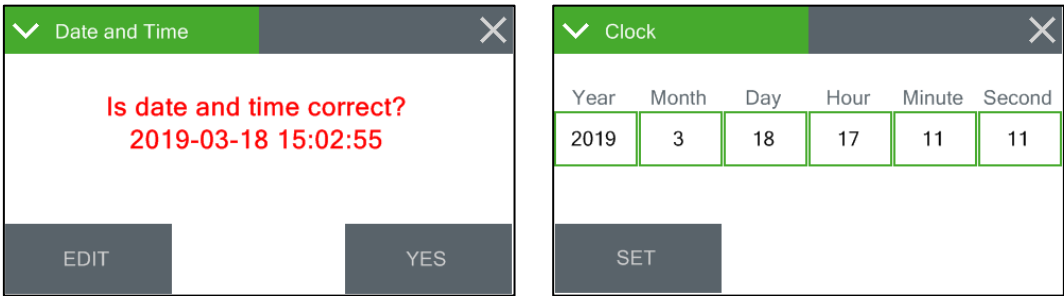 Date and Time
Is date and time correct?
2019-03-18 15:02:55
EDIT YES
Clock
Year Month Day Hour Minute Second
2019 3 18 17 11 11
SET